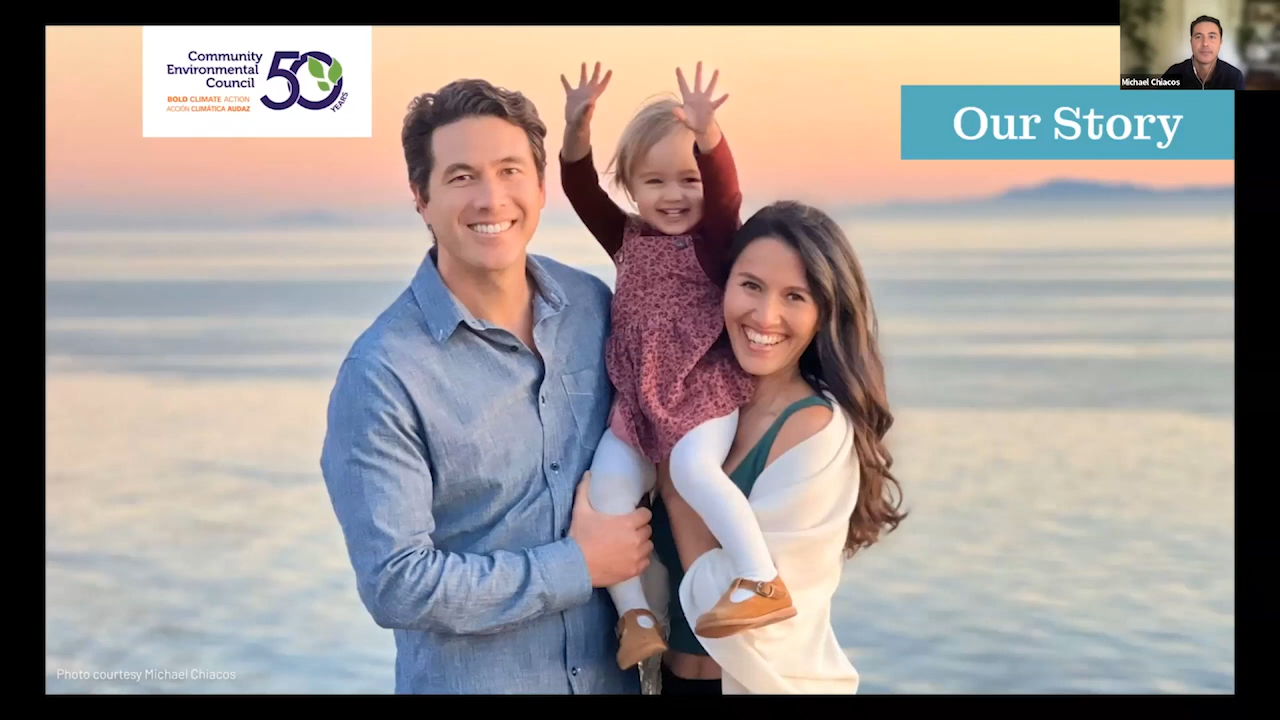 Community
Environmental
Council
50
YEARS
BOLD CLIMATE ACTION
ACCIÓN CLIMÁTICA AUDAZ
Michael Chiacos
Our Story
Photo courtesy Michael Chiacos